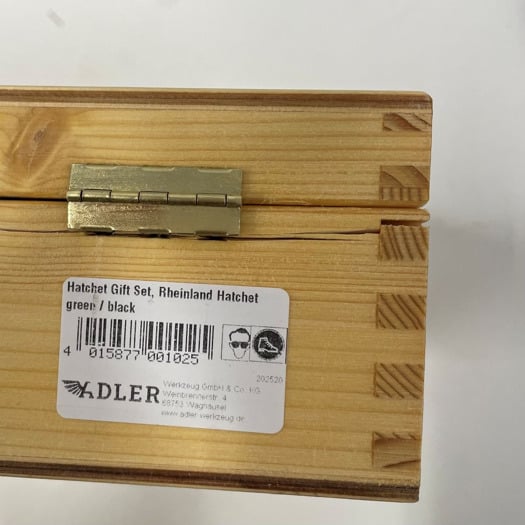 Hatchet Gift Set, Rheinland Hatchet
green / black
4 015877 001025
202520
ADLER
Werkzeug GmbH & Co. KG
Weinbrennerstr. 4
68753 Waghäusel
www.adler-werkzeug.de